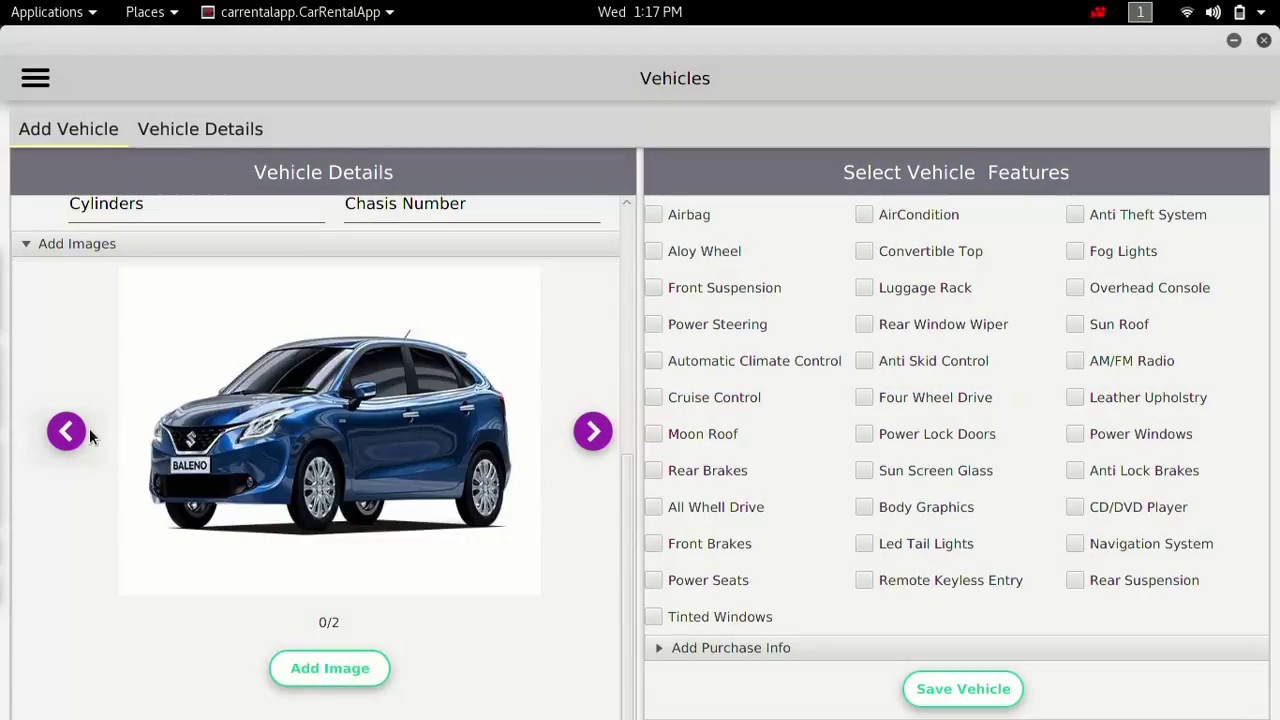 Applications Places carrentalapp.CarRentalApp Wed 1:17 PM 1
Vehicles
Add Vehicle Vehicle Details
Vehicle Details
Cylinders Chasis Number
Add Images
BALENO
0/2
Add Image
Select Vehicle Features
Airbag AirCondition Anti Theft System
Aloy Wheel Convertible Top Fog Lights
Front Suspension Luggage Rack Overhead Console
Power Steering Rear Window Wiper Sun Roof
Automatic Climate Control Anti Skid Control AM/FM Radio
Cruise Control Four Wheel Drive Leather Upholstry
Moon Roof Power Lock Doors Power Windows
Rear Brakes Sun Screen Glass Anti Lock Brakes
All Whell Drive Body Graphics CD/DVD Player
Front Brakes Led Tail Lights Navigation System
Power Seats Remote Keyless Entry Rear Suspension
Tinted Windows
Add Purchase Info
Save Vehicle